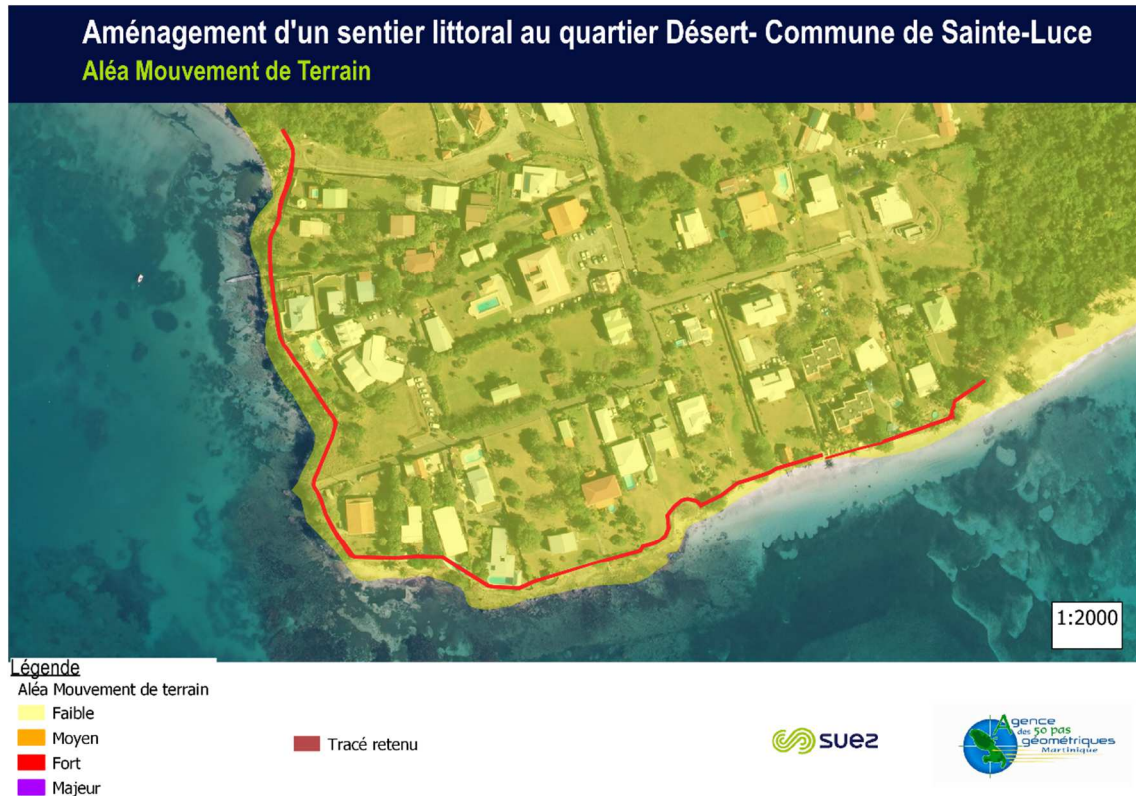 Aménagement d'un sentier littoral au quartier Désert- Commune de Sainte-Luce
Aléa Mouvement de Terrain
1:2000
Légende
Aléa Mouvement de terrain
Faible
Moyen
Fort
Majeur
Tracé retenu
suez
Agence
des 50 pas
géométriques
Martinique